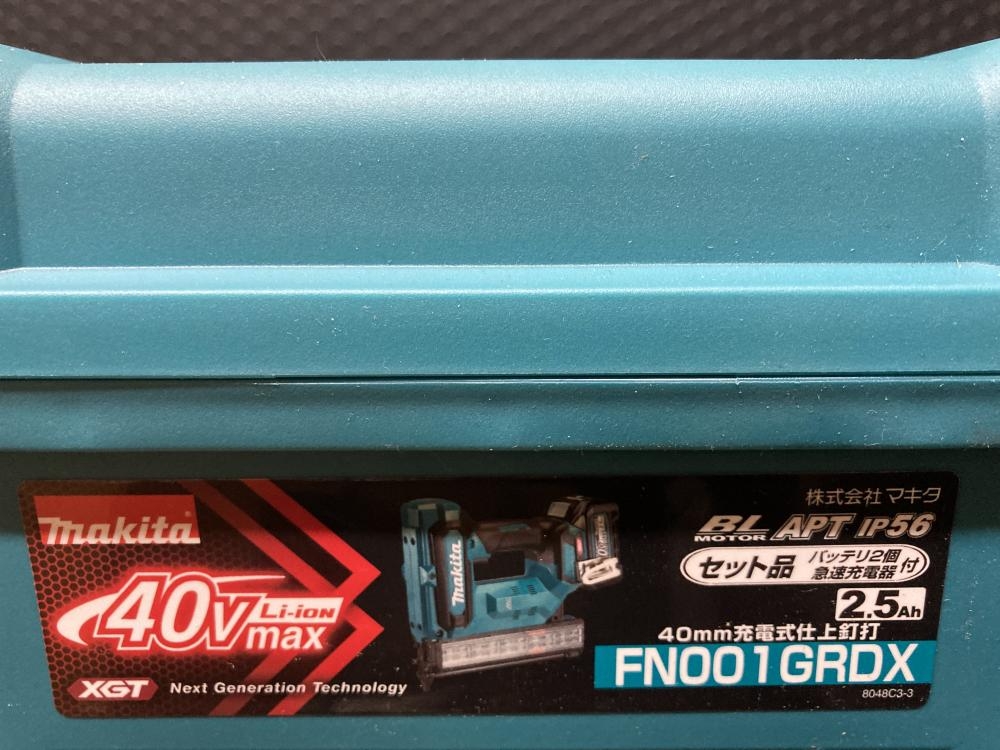 makita
40Vmax Li-ion
XGT Next Generation Technology
makita
株式会社 マキタ
BL MOTOR APT IP56
セット品 バッテリ2個 急速充電器 付
2.5Ah
40mm充電式仕上釘打
FN001GRDX
8048C3-3